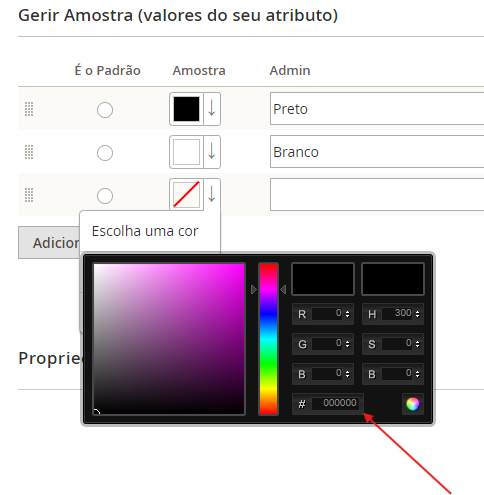 Gerir Amostra (valores do seu atributo)
É o Padrão Amostra Admin
Preto
Branco
Escolha uma cor
Adicion
R 0 H 300
G 0 S 0
B 0 B 0
# 000000
Propried